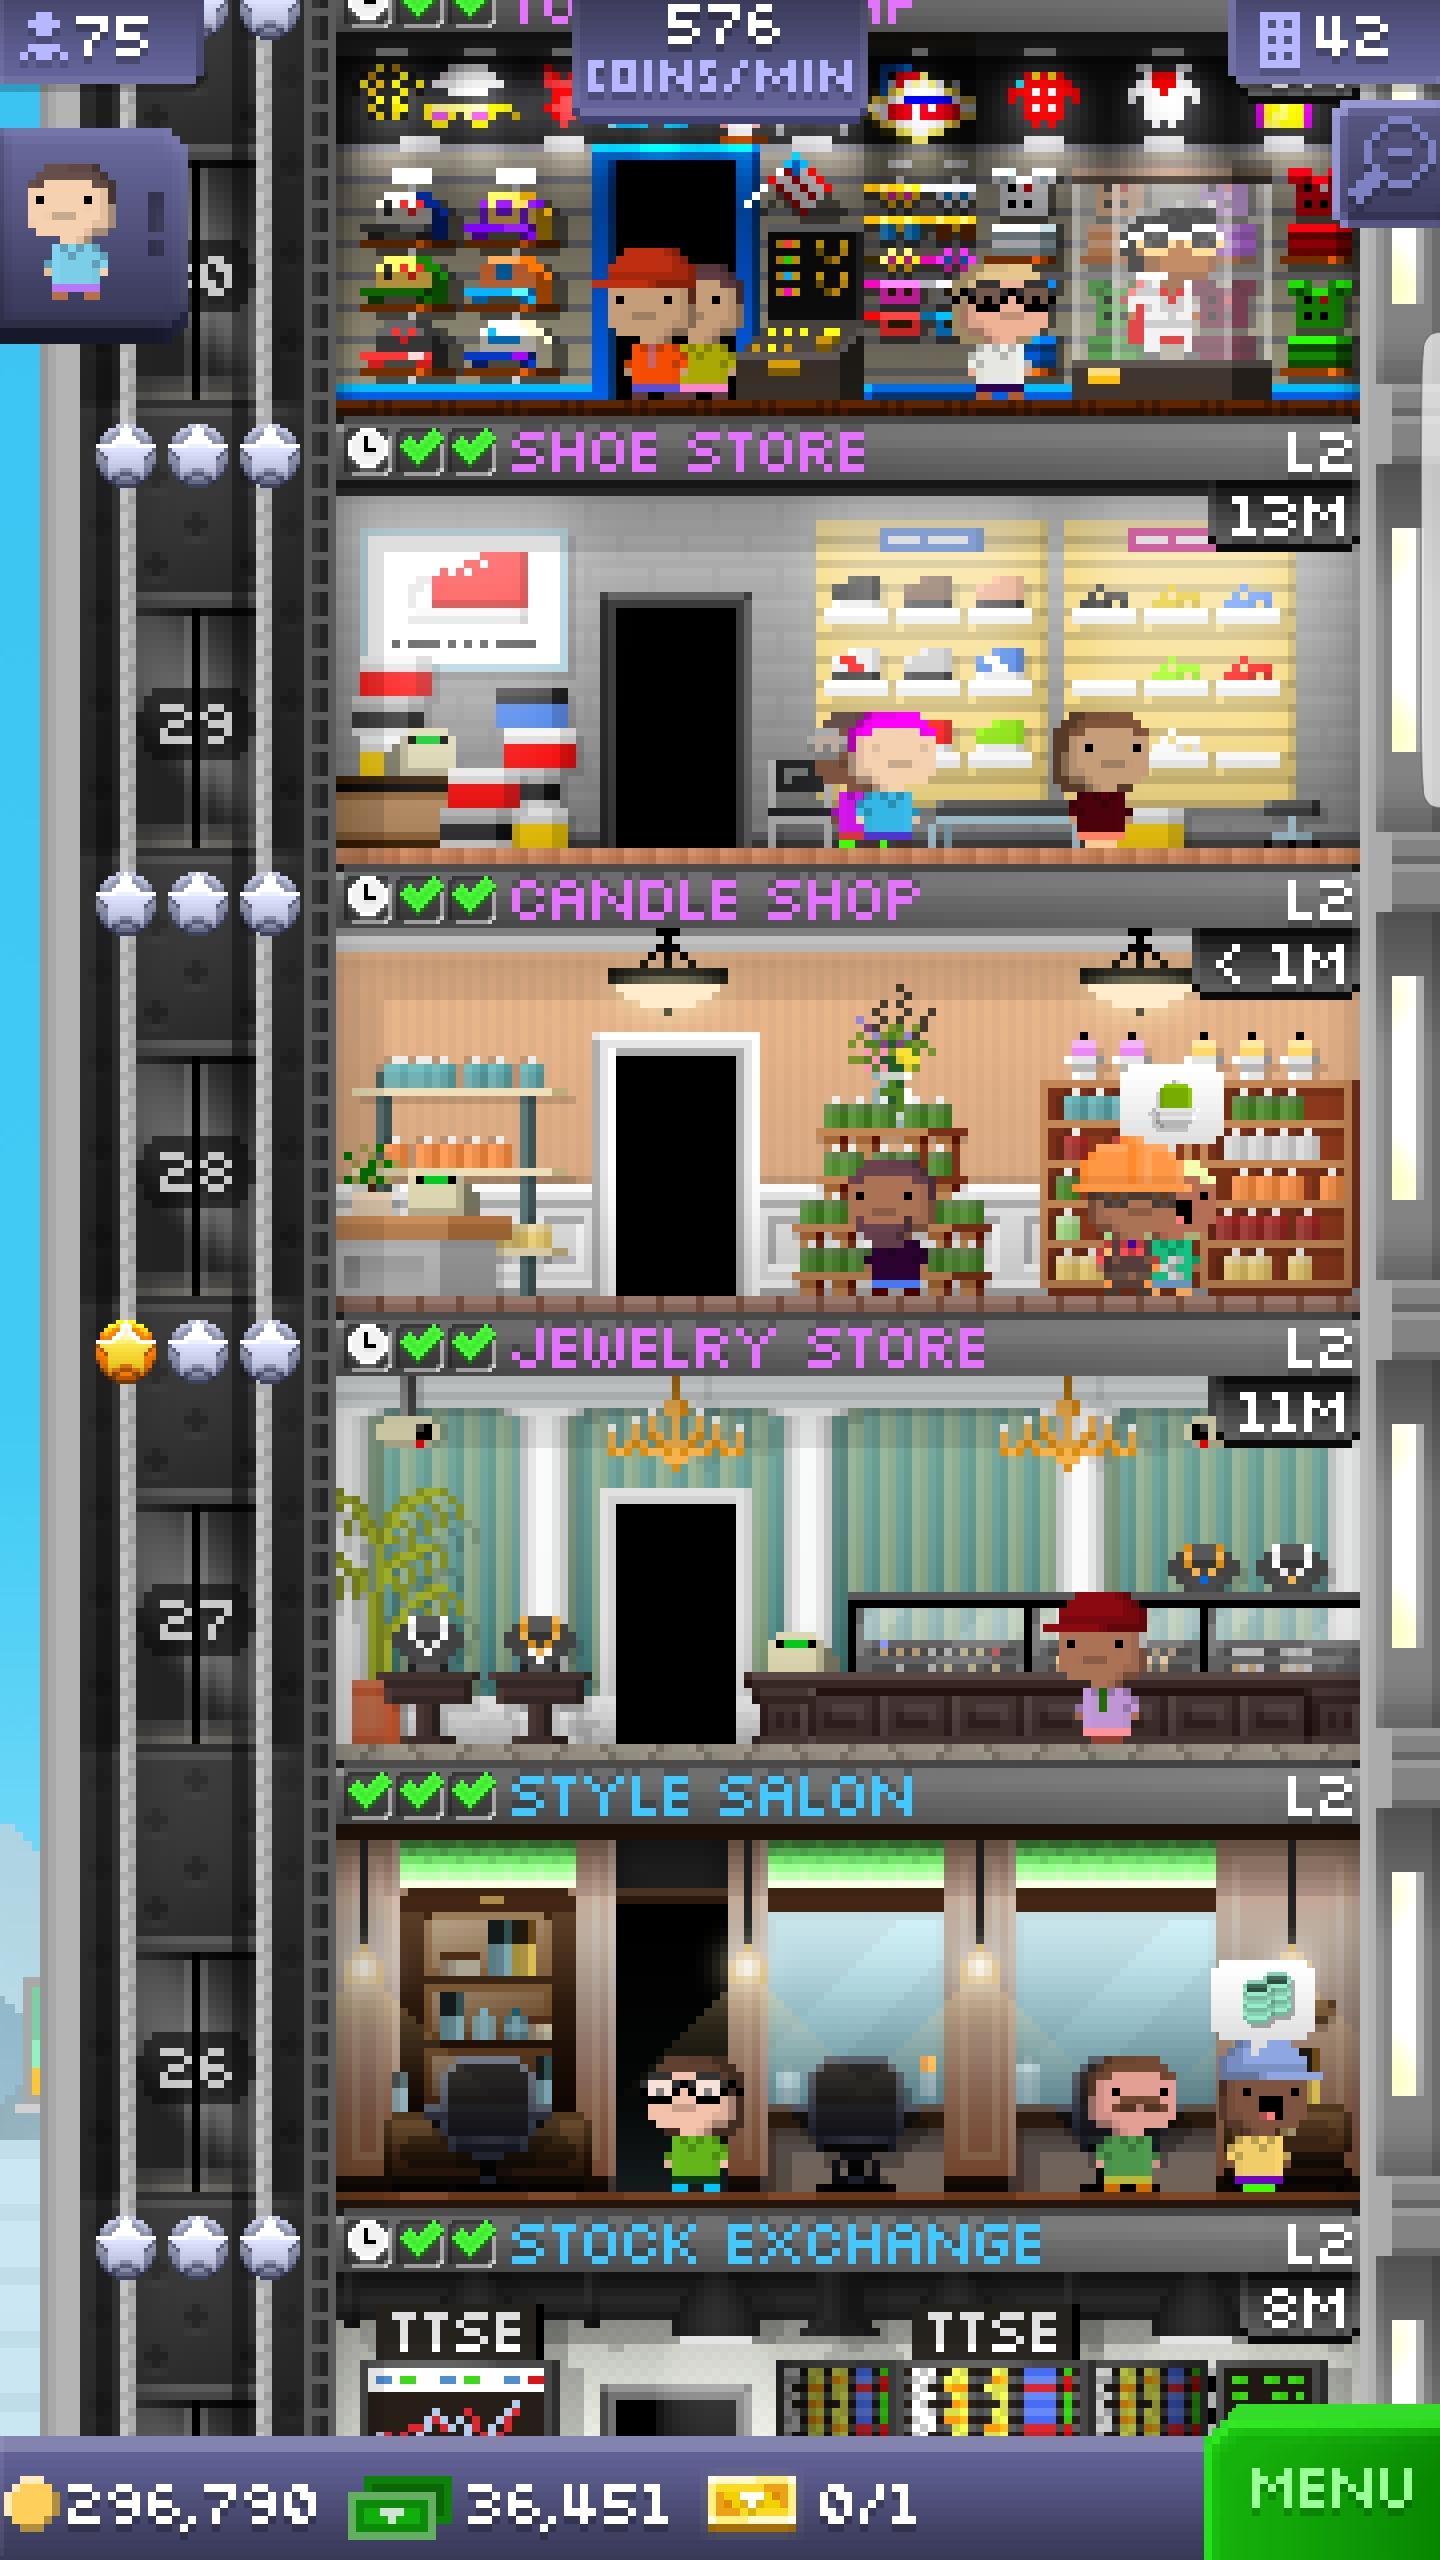 75
576
COINS/MIN
42
SHOE STORE L2
13M
29
CANDLE SHOP L2
< 1M
28
JEWELRY STORE L2
11M
27
STYLE SALON L2
26
STOCK EXCHANGE L2
8M
TTSE TTSE
296,790 36,451 0/1 MENU